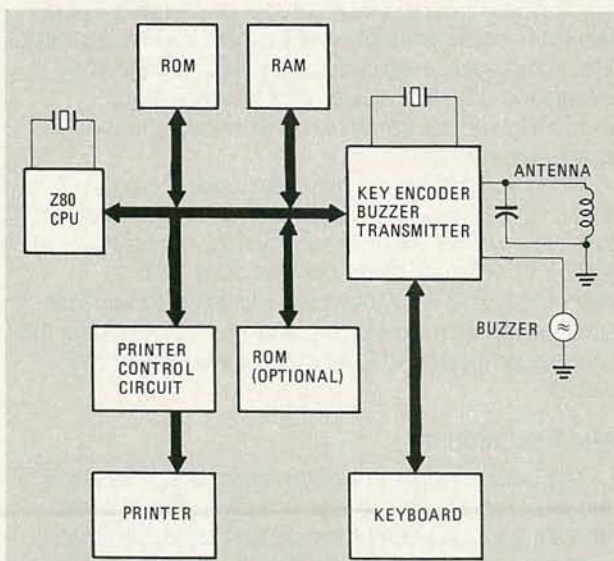 ROM
RAM
Z80
CPU
KEY ENCODER
BUZZER
TRANSMITTER
ANTENNA
BUZZER
PRINTER
CONTROL
CIRCUIT
ROM
(OPTIONAL)
PRINTER
KEYBOARD